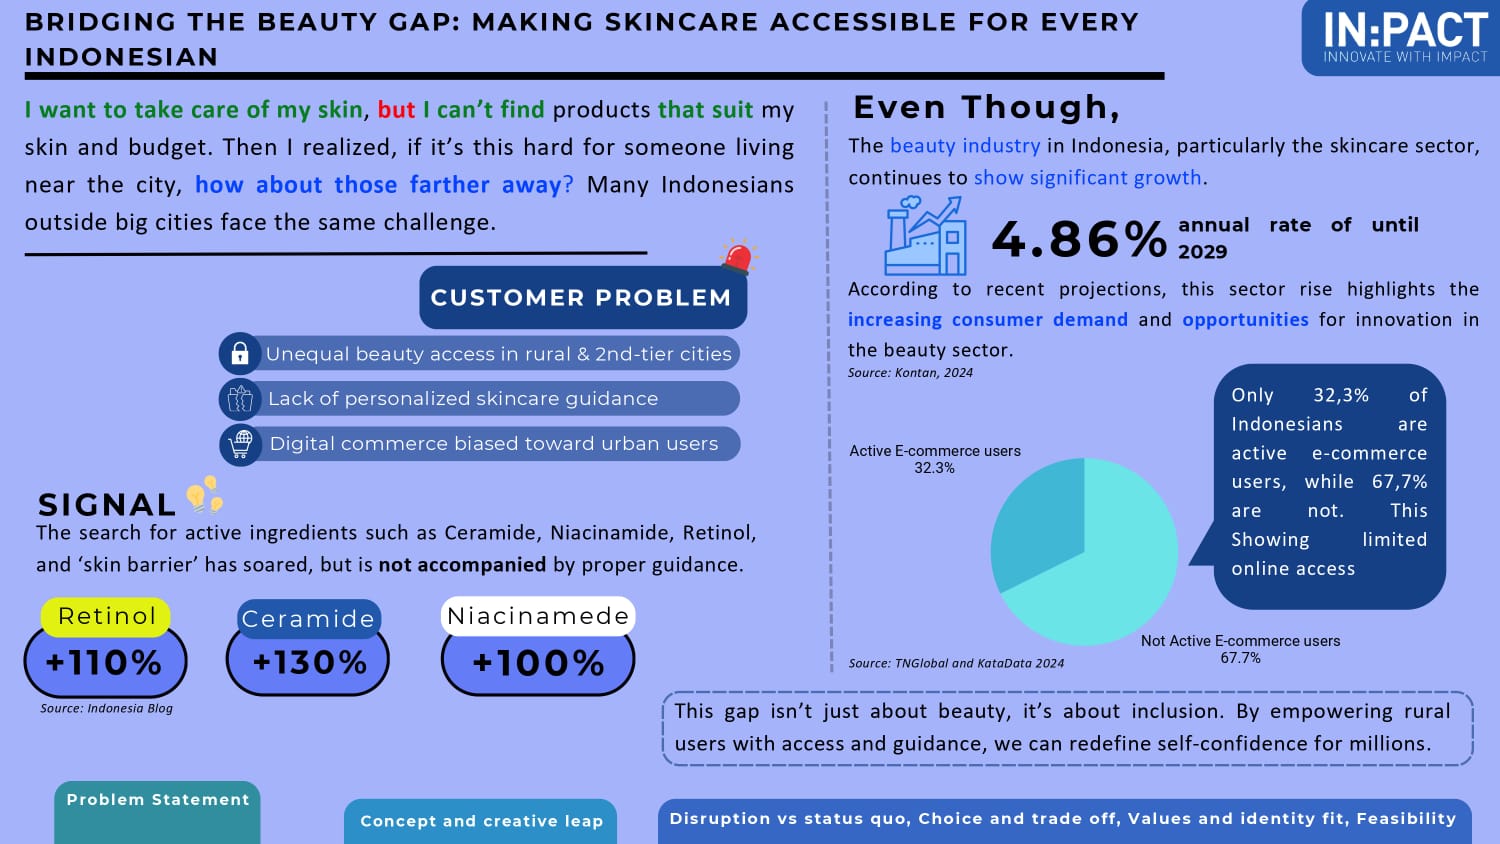 BRIDGING THE BEAUTY GAP: MAKING SKINCARE ACCESSIBLE FOR EVERY
INDONESIAN
IN:PACT
INNOVATE WITH IMPACT
I want to take care of my skin, but I can’t find products that suit my
skin and budget. Then I realized, if it’s this hard for someone living
near the city, how about those farther away? Many Indonesians
outside big cities face the same challenge.
CUSTOMER PROBLEM
Unequal beauty access in rural & 2nd-tier cities
Lack of personalized skincare guidance
Digital commerce biased toward urban users
SIGNAL
The search for active ingredients such as Ceramide, Niacinamide, Retinol,
and ‘skin barrier’ has soared, but is not accompanied by proper guidance.
Retinol
+110%
Ceramide
+130%
Niacinamede
+100%
Source: Indonesia Blog
Even Though,
The beauty industry in Indonesia, particularly the skincare sector,
continues to show significant growth.
4.86%
annual rate of until
2029
According to recent projections, this sector rise highlights the
increasing consumer demand and opportunities for innovation in
the beauty sector.
Source: Kontan, 2024
Only 32,3% of
Indonesians are
active e-commerce
users, while 67,7%
are not. This
Showing limited
online access
Active E-commerce users
32.3%
Not Active E-commerce users
67.7%
Source: TNGlobal and KataData 2024
This gap isn’t just about beauty, it’s about inclusion. By empowering rural
users with access and guidance, we can redefine self-confidence for millions.
Problem Statement
Concept and creative leap
Disruption vs status quo, Choice and trade off, Values and identity fit, Feasibility